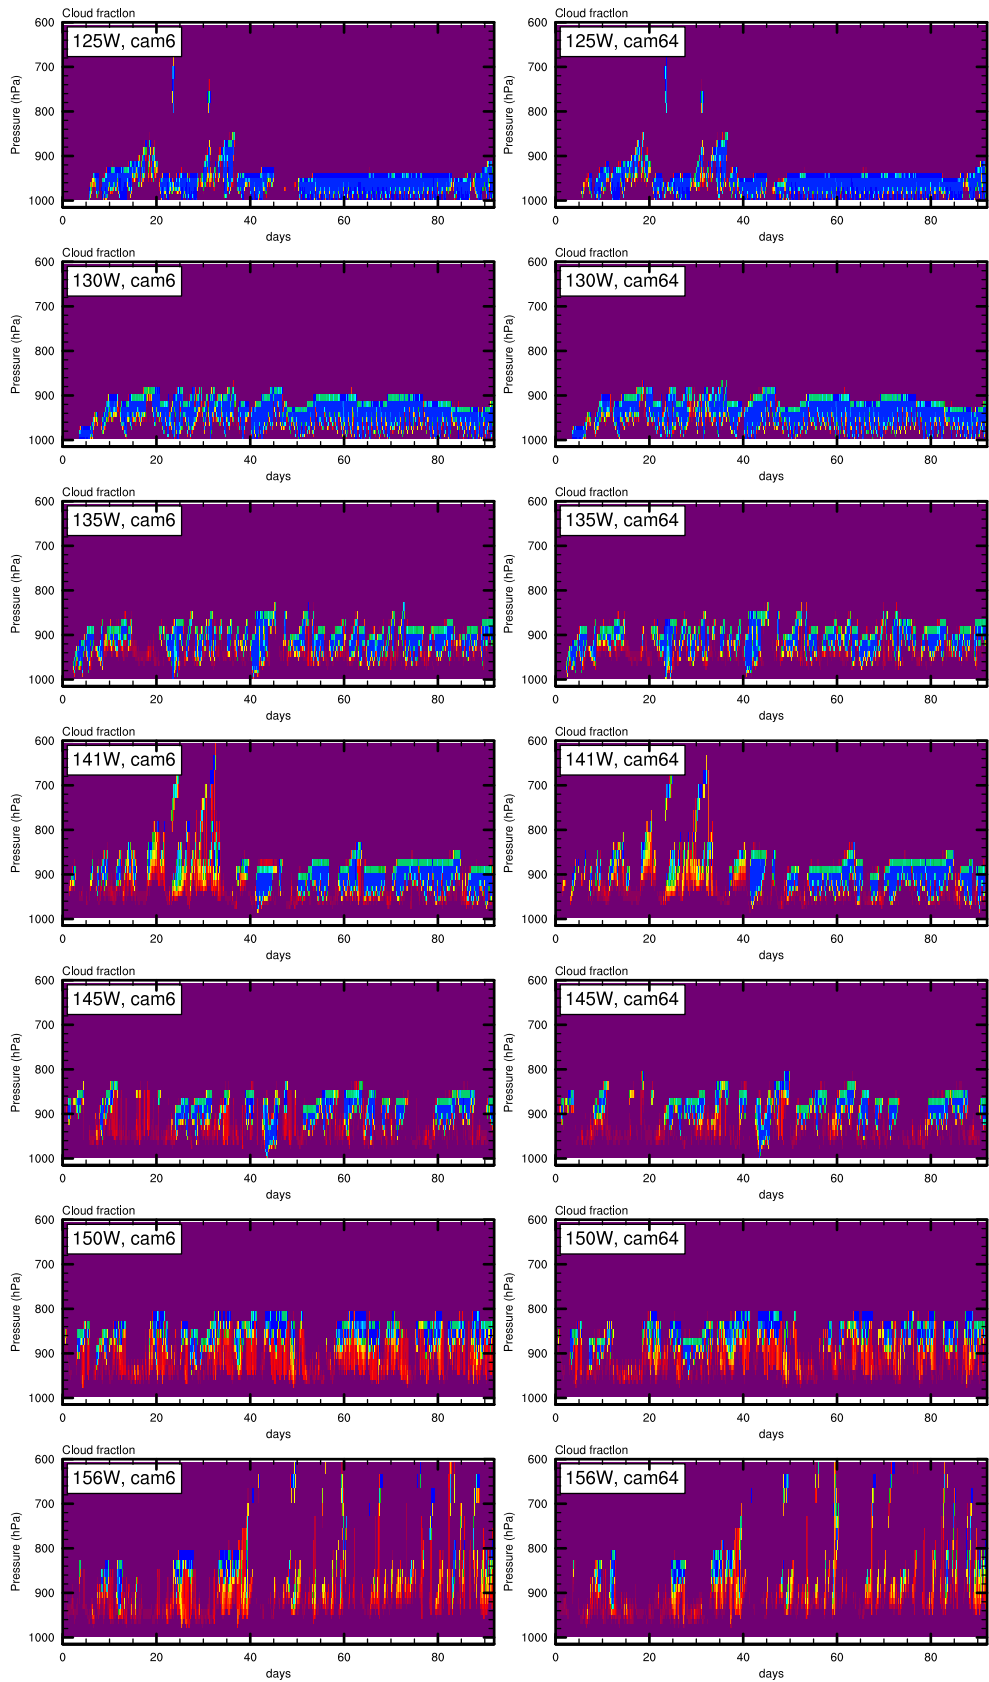 Cloud fraction Cloud fraction
600 600
125W, cam6 125W, cam64
700 700
Pressure (hPa) Pressure (hPa)
800 800
900 900
1000 1000
0 20 40 60 80 0 20 40 60 80
days days
Cloud fraction Cloud fraction
600 600
130W, cam6 130W, cam64
700 700
Pressure (hPa) Pressure (hPa)
800 800
900 900
1000 1000
0 20 40 60 80 0 20 40 60 80
days days
Cloud fraction Cloud fraction
600 600
135W, cam6 135W, cam64
700 700
Pressure (hPa) Pressure (hPa)
800 800
900 900
1000 1000
0 20 40 60 80 0 20 40 60 80
days days
Cloud fraction Cloud fraction
600 600
141W, cam6 141W, cam64
700 700
Pressure (hPa) Pressure (hPa)
800 800
900 900
1000 1000
0 20 40 60 80 0 20 40 60 80
days days
Cloud fraction Cloud fraction
600 600
145W, cam6 145W, cam64
700 700
Pressure (hPa) Pressure (hPa)
800 800
900 900
1000 1000
0 20 40 60 80 0 20 40 60 80
days days
Cloud fraction Cloud fraction
600 600
150W, cam6 150W, cam64
700 700
Pressure (hPa) Pressure (hPa)
800 800
900 900
1000 1000
0 20 40 60 80 0 20 40 60 80
days days
Cloud fraction Cloud fraction
600 600
156W, cam6 156W, cam64
700 700
Pressure (hPa) Pressure (hPa)
800 800
900 900
1000 1000
0 20 40 60 80 0 20 40 60 80
days days